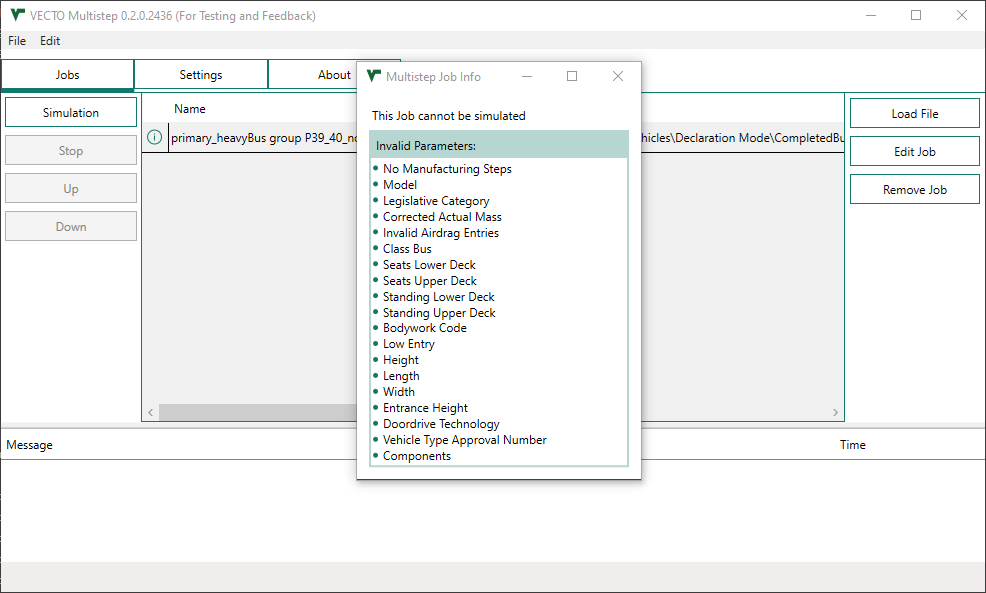 VECTO Multistep 0.2.0.2436 (For Testing and Feedback)
File Edit
Jobs Settings About
Simulation
Stop
Up
Down
Name
primary_heavyBus group P39_40_
hicles\Declaration Mode\CompletedBu
Load File
Edit Job
Remove Job
Multistep Job Info
This Job cannot be simulated
Invalid Parameters:
No Manufacturing Steps
Model
Legislative Category
Corrected Actual Mass
Invalid Airdrag Entries
Class Bus
Seats Lower Deck
Seats Upper Deck
Standing Lower Deck
Standing Upper Deck
Bodywork Code
Low Entry
Height
Length
Width
Entrance Height
Doordrive Technology
Vehicle Type Approval Number
Components
Message Time